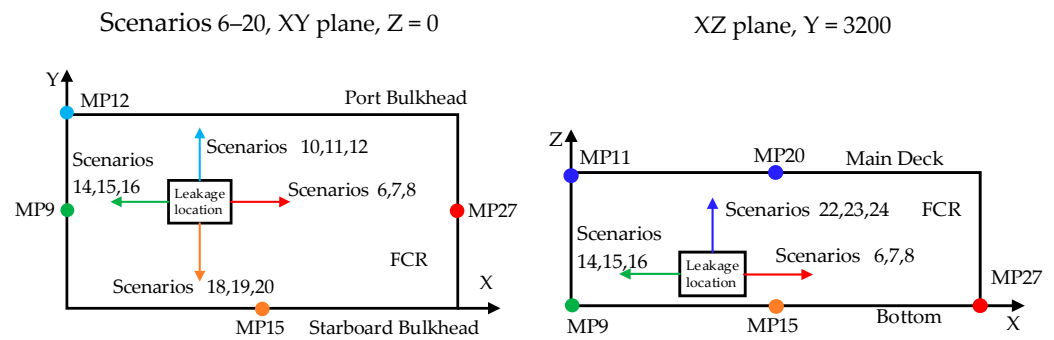 Scenarios 6–20, XY plane, Z = 0
Y
MP12
Port Bulkhead
Scenarios 10,11,12
Scenarios
14,15,16
Leakage
location
Scenarios 6,7,8
MP9
MP27
FCR
Scenarios 18,19,20
X
MP15
Starboard Bulkhead
XZ plane, Y = 3200
Z
MP11
MP20
Main Deck
Scenarios 22,23,24
FCR
Scenarios
14,15,16
Leakage
location
Scenarios 6,7,8
MP27
MP9
MP15
Bottom
X